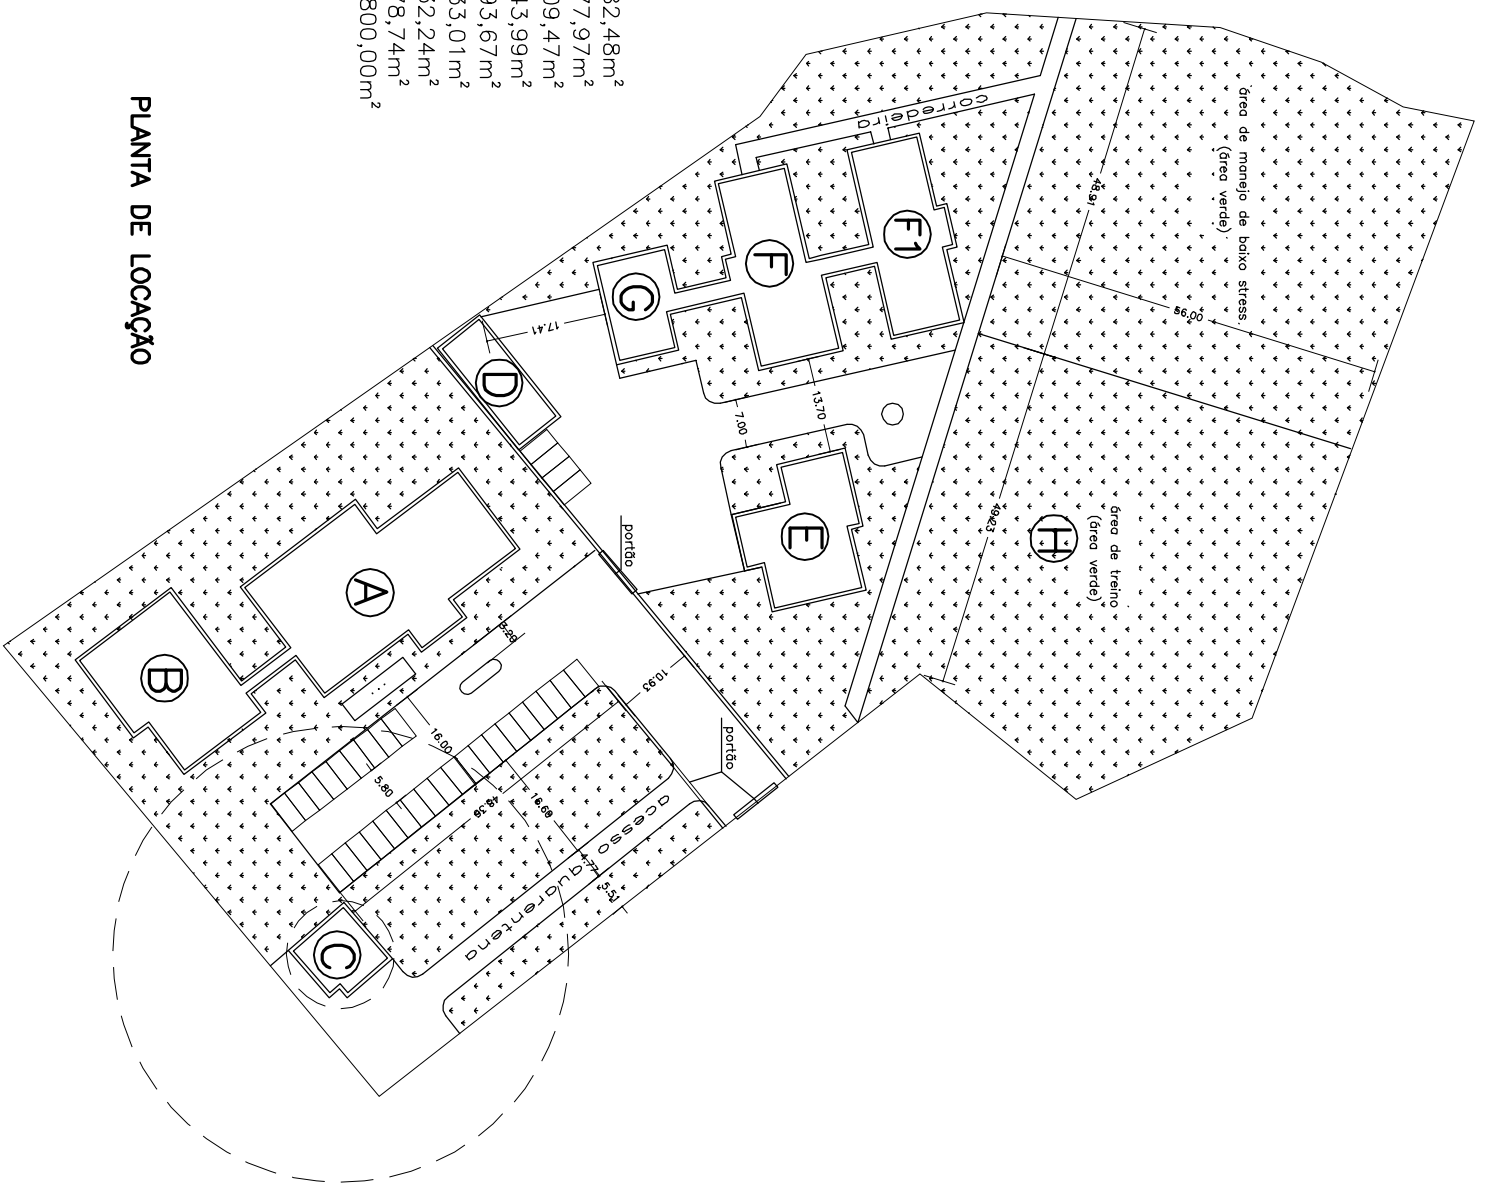 32,48m²
77,97m²
09,47m²
43,99m²
93,67m²
33,01m²
62,24m²
78,74m²
800,00m²
PLANTA DE LOCAÇÃO
área de manejo de baixo stress.
(área verde)
48.91
56.00
49.23
área de treino
(área verde)
H
corredeira
F1
F
G
17.41
D
13.70
7.00
E
portão
A
B
3.20
10.93
portão
16.00
5.80
48.36
16.60
4.77
5.51
acesso quarentena
C